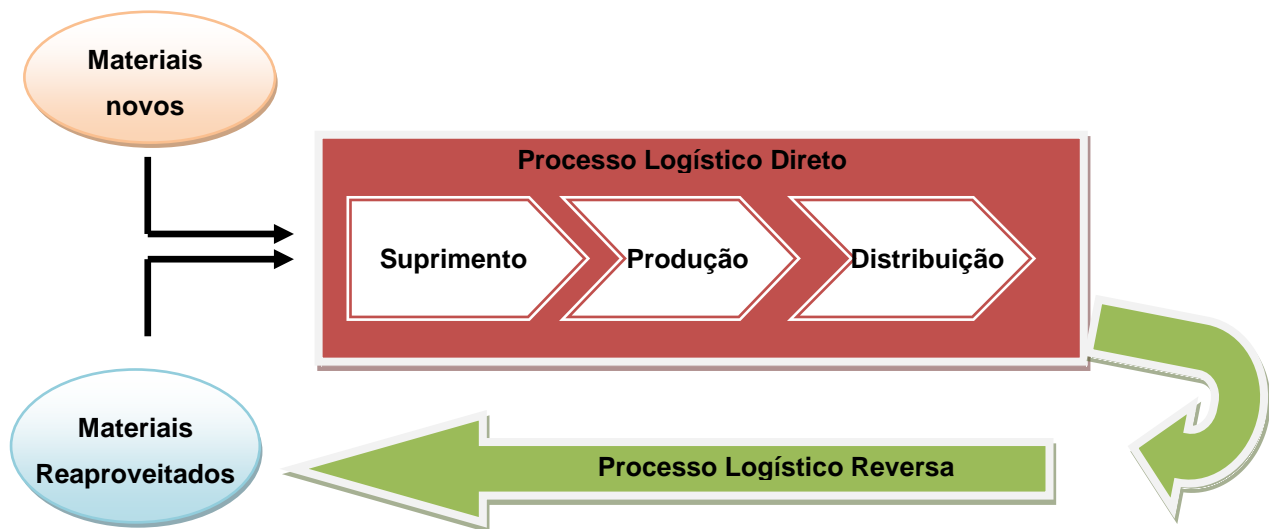 Materiais
novos
Processo Logístico Direto
Suprimento
Produção
Distribuição
Materiais
Reaproveitados
Processo Logístico Reversa